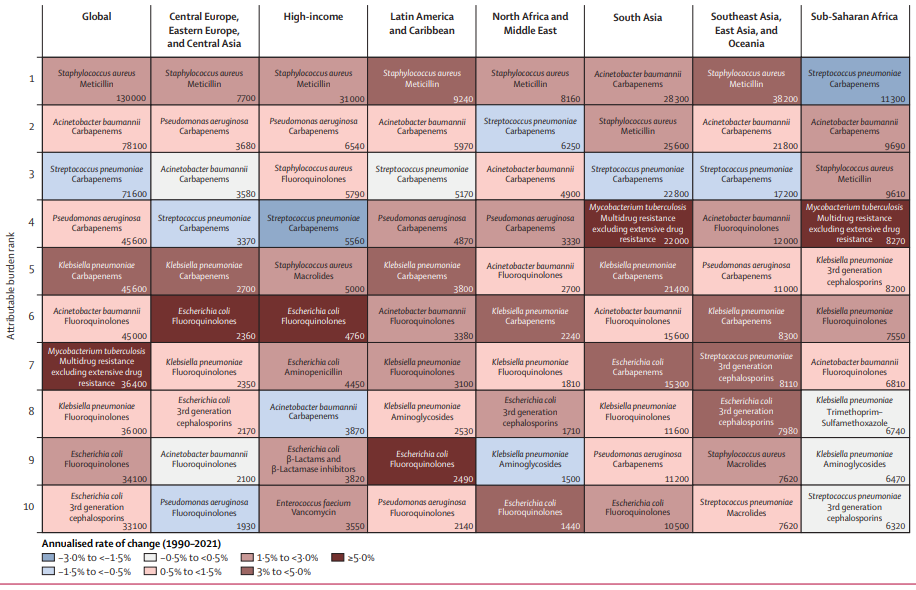 Global
Central Europe,
Eastern Europe,
and Central Asia
High-income
Latin America
and Caribbean
North Africa and
Middle East
South Asia
Southeast Asia,
East Asia, and
Oceania
Sub-Saharan Africa
Attributable burden rank
1
Staphylococcus aureus
Meticillin
130 000
Staphylococcus aureus
Meticillin
7700
Staphylococcus aureus
Meticillin
31 000
Staphylococcus aureus
Meticillin
9240
Staphylococcus aureus
Meticillin
8160
Acinetobacter baumannii
Carbapenems
28 300
Staphylococcus aureus
Meticillin
38 200
Streptococcus pneumoniae
Carbapenems
11 300
2
Acinetobacter baumannii
Carbapenems
78 100
Pseudomonas aeruginosa
Carbapenems
3680
Pseudomonas aeruginosa
Carbapenems
6540
Acinetobacter baumannii
Carbapenems
5970
Streptococcus pneumoniae
Carbapenems
6250
Staphylococcus aureus
Meticillin
25 600
Acinetobacter baumannii
Carbapenems
21 800
Acinetobacter baumannii
Carbapenems
9690
3
Streptococcus pneumoniae
Carbapenems
71 600
Acinetobacter baumannii
Carbapenems
3580
Staphylococcus aureus
Fluoroquinolones
5790
Streptococcus pneumoniae
Carbapenems
5170
Acinetobacter baumannii
Carbapenems
4900
Streptococcus pneumoniae
Carbapenems
22 800
Streptococcus pneumoniae
Carbapenems
17 200
Staphylococcus aureus
Meticillin
9610
4
Pseudomonas aeruginosa
Carbapenems
45 600
Streptococcus pneumoniae
Carbapenems
3370
Streptococcus pneumoniae
Carbapenems
5560
Pseudomonas aeruginosa
Carbapenems
4870
Pseudomonas aeruginosa
Carbapenems
3330
Mycobacterium tuberculosis
Multidrug resistance
excluding extensive drug
resistance 22 000
Acinetobacter baumannii
Fluoroquinolones
12 000
Mycobacterium tuberculosis
Multidrug resistance
excluding extensive drug
resistance 8270
5
Klebsiella pneumoniae
Carbapenems
45 600
Klebsiella pneumoniae
Carbapenems
2700
Staphylococcus aureus
Macrolides
5000
Klebsiella pneumoniae
Carbapenems
3800
Acinetobacter baumannii
Fluoroquinolones
2700
Klebsiella pneumoniae
Carbapenems
21 400
Pseudomonas aeruginosa
Carbapenems
11 000
Klebsiella pneumoniae
3rd generation
cephalosporins
8200
6
Acinetobacter baumannii
Fluoroquinolones
45 000
Escherichia coli
Fluoroquinolones
2360
Escherichia coli
Fluoroquinolones
4760
Acinetobacter baumannii
Fluoroquinolones
3380
Klebsiella pneumoniae
Carbapenems
2240
Acinetobacter baumannii
Fluoroquinolones
15 600
Klebsiella pneumoniae
Carbapenems
8300
Klebsiella pneumoniae
Fluoroquinolones
7550
7
Mycobacterium tuberculosis
Multidrug resistance
excluding extensive drug
resistance 36 400
Klebsiella pneumoniae
Fluoroquinolones
2350
Escherichia coli
Aminopenicillin
4450
Klebsiella pneumoniae
Fluoroquinolones
3100
Klebsiella pneumoniae
Fluoroquinolones
1810
Escherichia coli
Carbapenems
15 300
Streptococcus pneumoniae
3rd generation
cephalosporins
8110
Acinetobacter baumannii
Fluoroquinolones
6810
8
Klebsiella pneumoniae
Fluoroquinolones
36 000
Escherichia coli
3rd generation
cephalosporins
2170
Acinetobacter baumannii
Carbapenems
3870
Klebsiella pneumoniae
Aminoglycosides
2530
Escherichia coli
3rd generation
cephalosporins
1710
Klebsiella pneumoniae
Fluoroquinolones
11 600
Escherichia coli
3rd generation
cephalosporins
7980
Klebsiella pneumoniae
Trimethoprim–
Sulfamethoxazole
6740
9
Escherichia coli
Fluoroquinolones
34 100
Acinetobacter baumannii
Fluoroquinolones
2100
Escherichia coli
β-Lactams and
β-Lactamase inhibitors
3820
Escherichia coli
Fluoroquinolones
2490
Klebsiella pneumoniae
Aminoglycosides
1500
Pseudomonas aeruginosa
Carbapenems
11 200
Staphylococcus aureus
Macrolides
7620
Klebsiella pneumoniae
Aminoglycosides
6470
10
Escherichia coli
3rd generation
cephalosporins
33 100
Pseudomonas aeruginosa
Fluoroquinolones
1930
Enterococcus faecium
Vancomycin
3550
Pseudomonas aeruginosa
Fluoroquinolones
2140
Escherichia coli
Fluoroquinolones
1440
Escherichia coli
Fluoroquinolones
10 500
Streptococcus pneumoniae
Macrolides
7620
Streptococcus pneumoniae
3rd generation
cephalosporins
6320
Annualised rate of change (1990–2021)
−3·0% to <−1·5%
−0·5% to <0·5%
1·5% to <3·0%
≥5·0%
−1·5% to <−0·5%
0·5% to <1·5%
3% to <5·0%